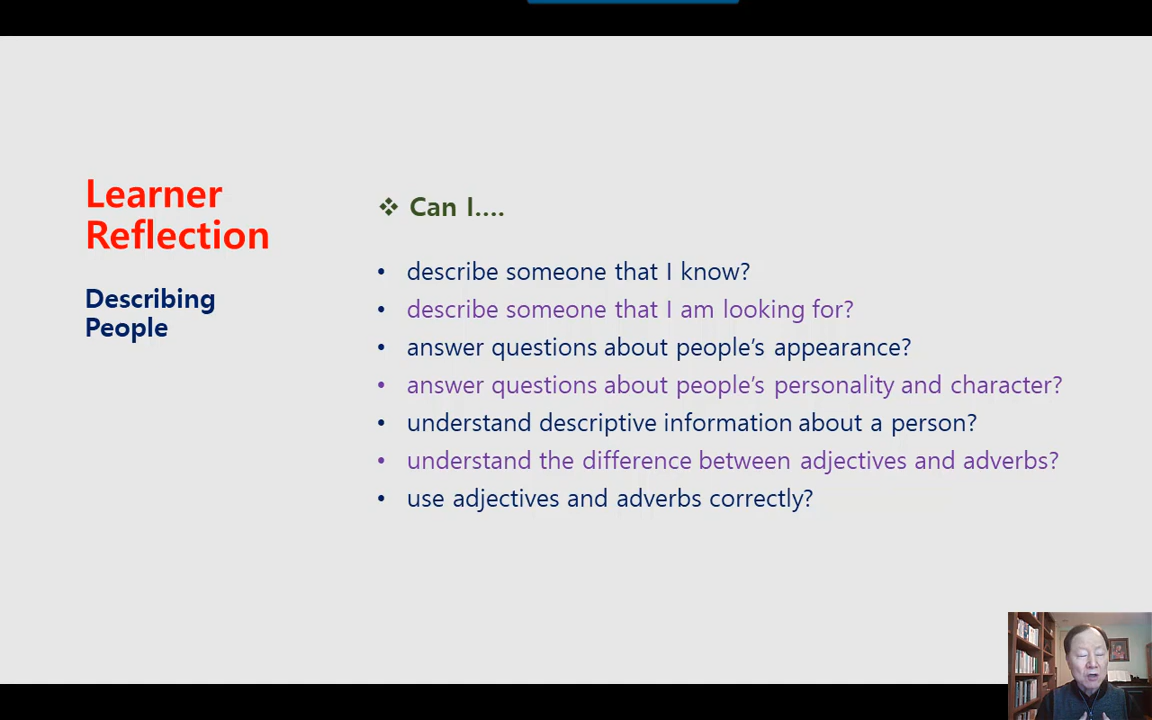 Learner
Reflection
Describing
People
❖ Can I....
• describe someone that I know?
• describe someone that I am looking for?
• answer questions about people’s appearance?
• answer questions about people’s personality and character?
• understand descriptive information about a person?
• understand the difference between adjectives and adverbs?
• use adjectives and adverbs correctly?